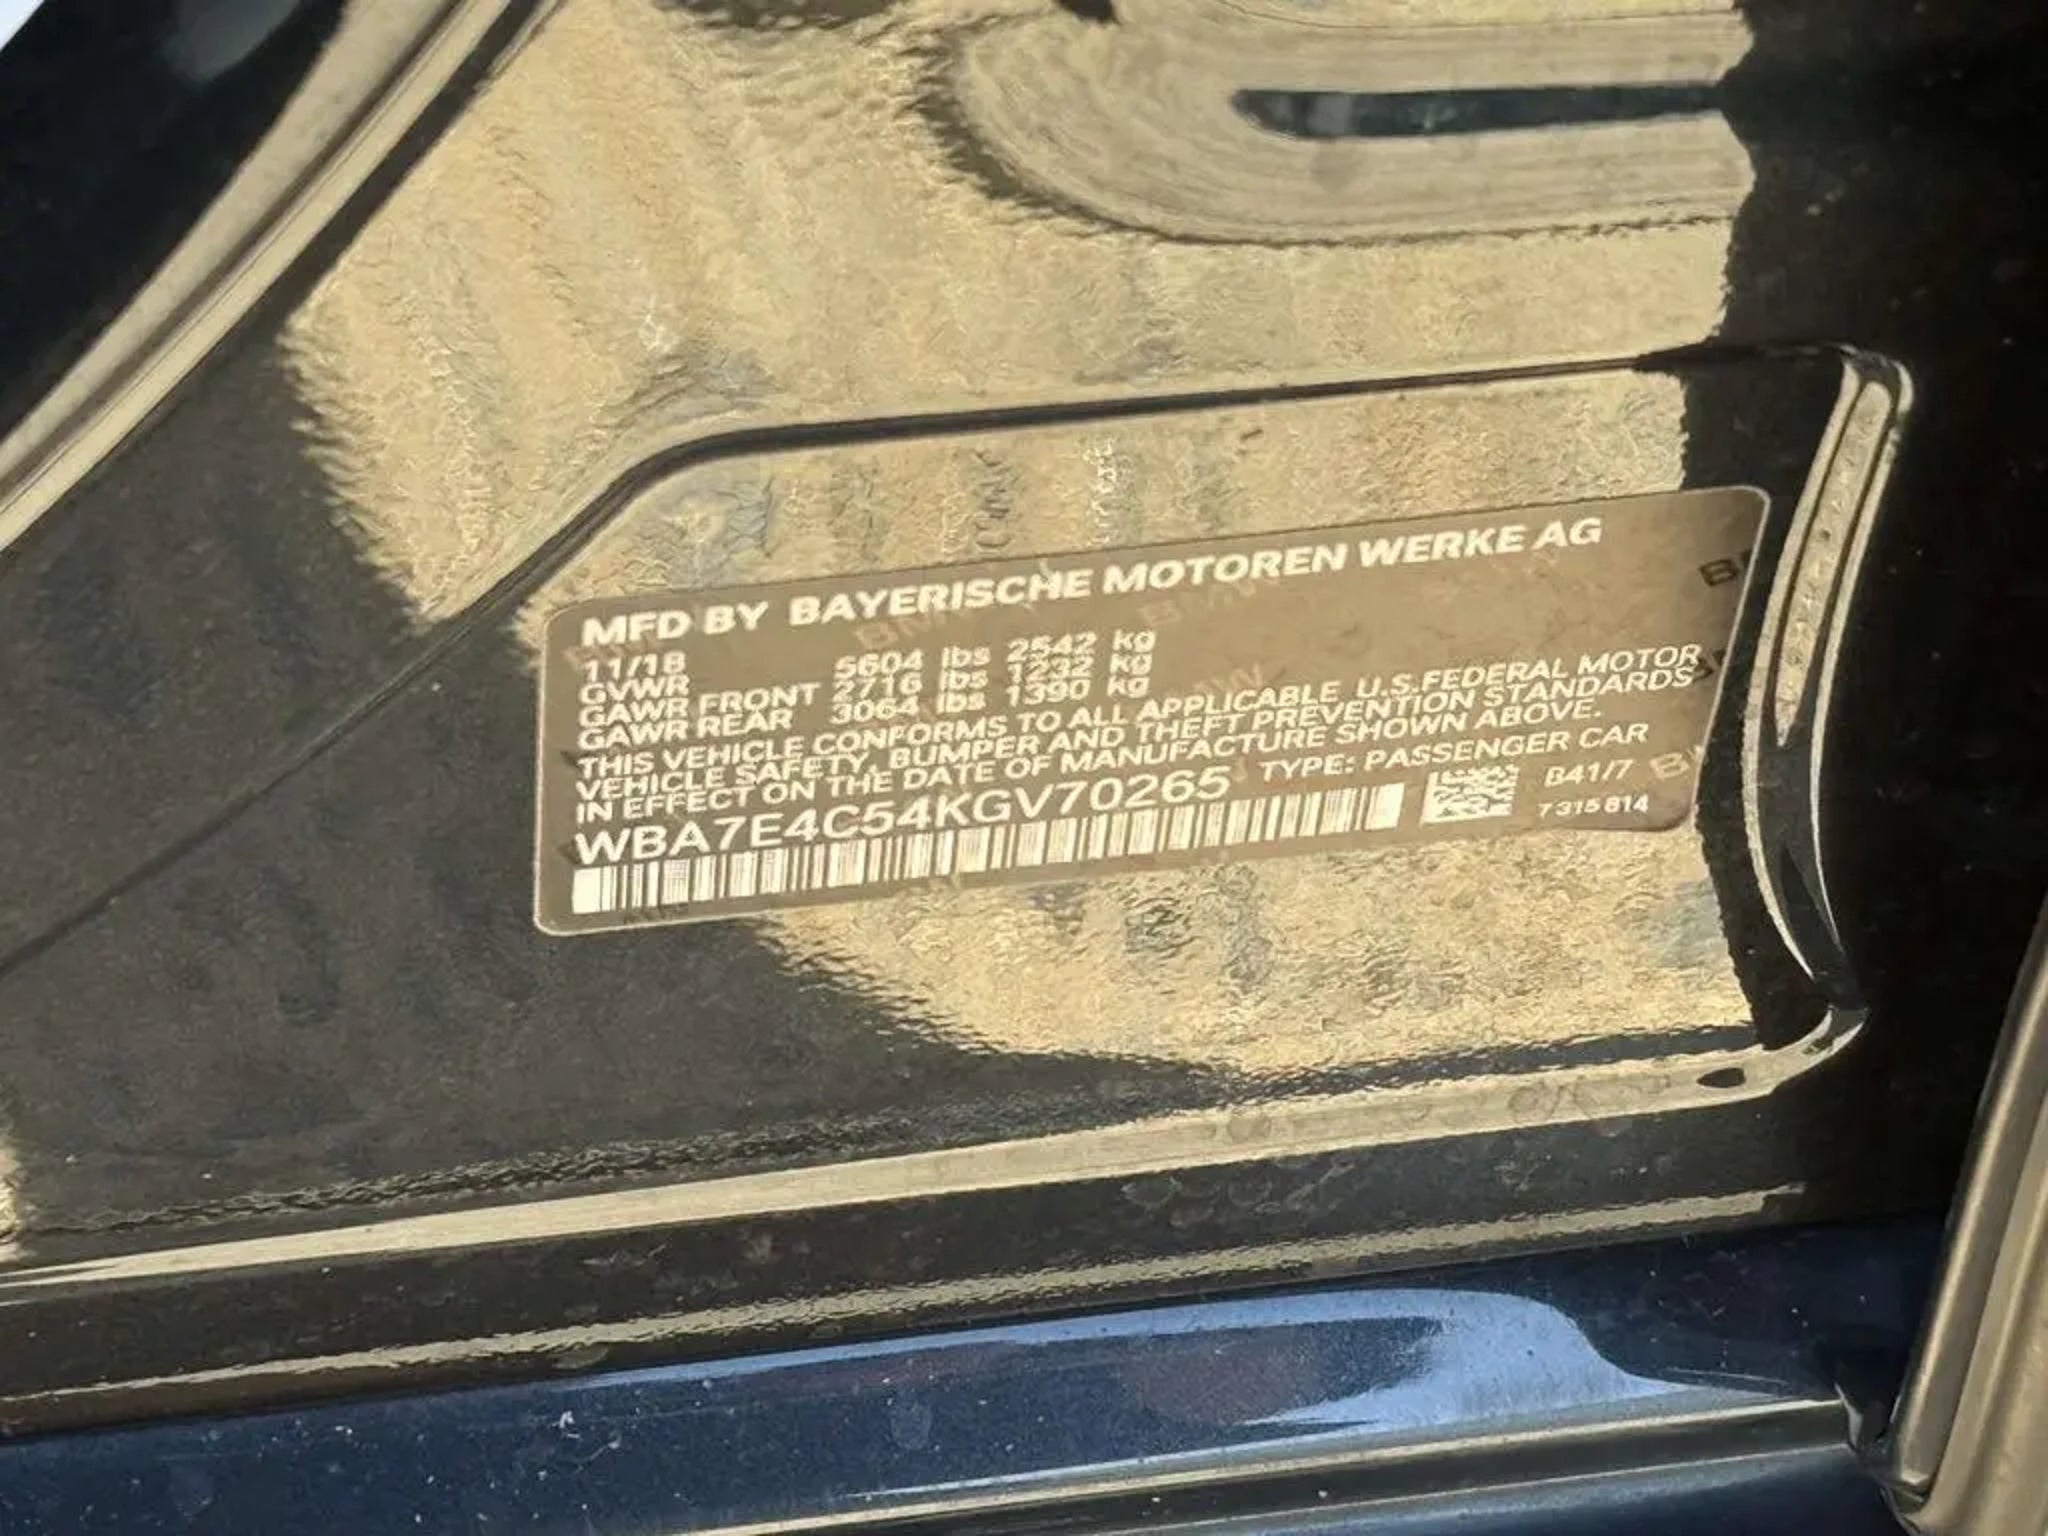 MFD BY BAYERISCHE MOTOREN WERKE AG
11/18
GVWR 5604 lbs 2542 kg
GAWR FRONT 2716 lbs 1232 kg
GAWR REAR 3064 lbs 1390 kg
THIS VEHICLE CONFORMS TO ALL APPLICABLE U.S.FEDERAL MOTOR
VEHICLE SAFETY, BUMPER AND THEFT PREVENTION STANDARDS
IN EFFECT ON THE DATE OF MANUFACTURE SHOWN ABOVE.
WBA7E4C54KGV70265 TYPE: PASSENGER CAR
B41/7
7315814